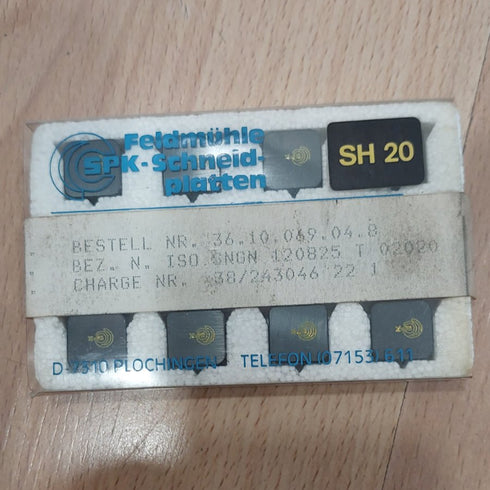 Feldmühle
SPK-Schneid-
platten
SH 20
BESTELL NR. 36.10.069.04.8
BEZ. N. ISO SNGN 120825 T 02020
CHARGE NR. 38/243046 22 1
D-7310 PLOCHINGEN TELEFON (07153) 611